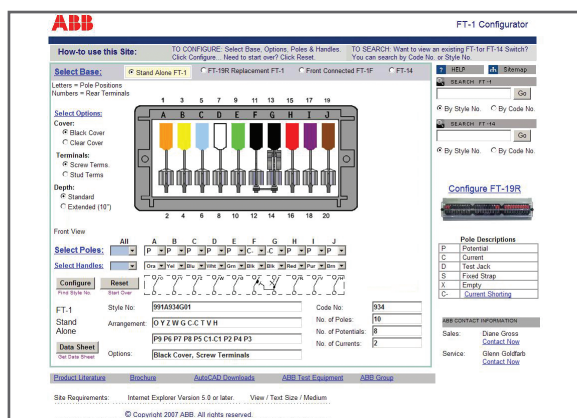 ABB
FT-1 Configurator
How-to use this Site:
TO CONFIGURE: Select Base, Options, Poles & Handles.
Click Configure... Need to start over? Click Reset.
TO SEARCH: Want to view an existing FT-1or FT-14 Switch?
You can search by Code No. or Style No.
Select Base:
Stand Alone FT-1
FT-19R Replacement FT-1
Front Connected FT-1F
FT-14
? HELP
Sitemap
Letters = Pole Positions
Numbers = Rear Terminals
SEARCH FT-1
Go
By Style No.
By Code No.
SEARCH FT-14
Go
By Style No.
By Code No.
1 3 5 7 9 11 13 15 17 19
A B C D E F G H I J
2 4 6 8 10 12 14 16 18 20
Select Options:
Cover:
Black Cover
Clear Cover
Terminals:
Screw Terms.
Stud Terms.
Depth:
Standard
Extended (10")
Front View
Configure FT-19R
All A B C D E F G H I J
Select Poles: P P P P P C- C- P P P
Select Handles: Ora Yel Blu Wht Grn Blk Blk Red Pur Brn
Configure
Find Style No.
Reset
Start Over
Pole Descriptions
P Potential
C Current
D Test Jack
S Fixed Strap
X Empty
C- Current Shorting
FT-1
Stand
Alone
Data Sheet
Get Data Sheet
Style No: 991A934G01
Arrangement: O Y Z W G C-C T V H
P9 P6 P7 P8 P5 C1-C1 P2 P4 P3
Options: Black Cover, Screw Terminals
Code No: 934
No. of Poles: 10
No. of Potentials: 8
No. of Currents: 2
ABB CONTACT INFORMATION
Sales: Diane Gross
Contact Now
Service: Glenn Goldfarb
Contact Now
Product Literature
Brochure
AutoCAD Downloads
ABB Test Equipment
ABB Group
Site Requirements: Internet Explorer Version 5.0 or later. View / Text Size / Medium
© Copyright 2007 ABB. All rights reserved.